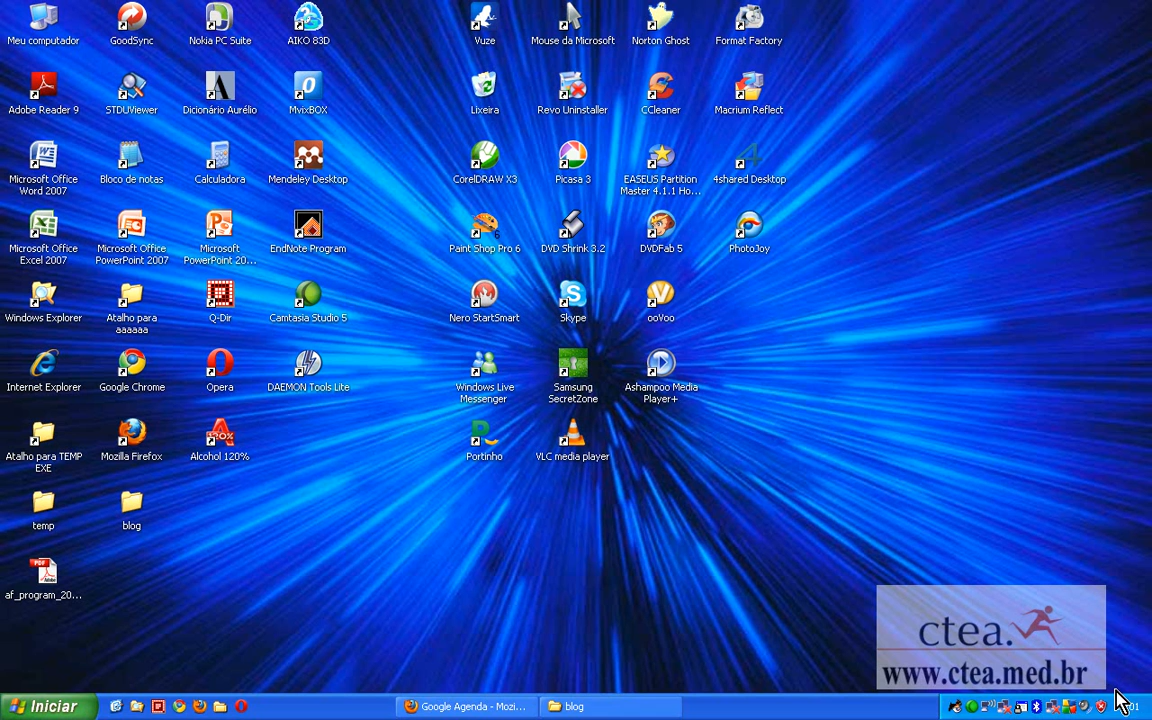 Meu computador
GoodSync
Nokia PC Suite
AIKO 83D
Vuze
Mouse da Microsoft
Norton Ghost
Format Factory
Adobe Reader 9
STDUViewer
Dicionário Aurélio
MvixBOX
Lixeira
Revo Uninstaller
CCleaner
Macrium Reflect
Microsoft Office
Word 2007
Bloco de notas
Calculadora
Mendeley Desktop
CorelDRAW X3
Picasa 3
EASEUS Partition
Master 4.1.1 Ho...
4shared Desktop
Microsoft Office
Excel 2007
Microsoft Office
PowerPoint 2007
Microsoft
PowerPoint 20...
EndNote Program
Paint Shop Pro 6
DVD Shrink 3.2
DVDFab 5
PhotoJoy
Windows Explorer
Atalho para
aaaaaa
Q-Dir
Camtasia Studio 5
Nero StartSmart
Skype
ooVoo
Internet Explorer
Google Chrome
Opera
DAEMON Tools Lite
Windows Live
Messenger
Samsung
SecretZone
Ashampoo Media
Player+
Atalho para TEMP
EXE
Mozilla Firefox
Alcohol 120%
Portinho
VLC media player
temp
blog
af_program_20...
ctea.
www.ctea.med.br
Iniciar
Google Agenda - Mozi...
blog